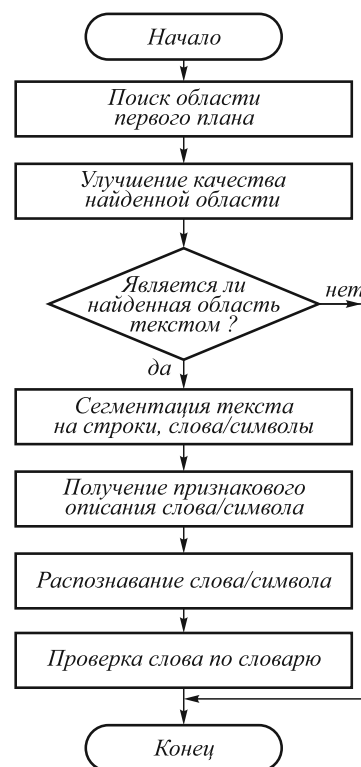 Начало
Поиск области
первого плана
Улучшение качества
найденной области
Является ли
найденная область
текстом ?
нет
да
Сегментация текста
на строки, слова/символы
Получение признакового
описания слова/символа
Распознавание слова/символа
Проверка слова по словарю
Конец